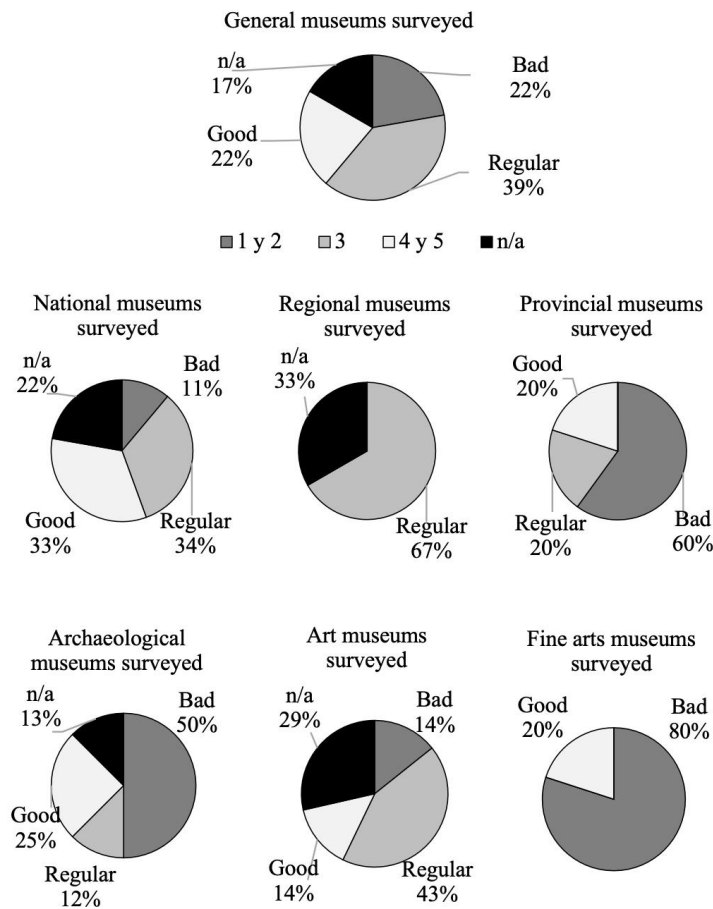 General museums surveyed
n/a
17%
Bad
22%
Good
22%
Regular
39%
1 y 2
3
4 y 5
n/a
National museums
surveyed
n/a
22%
Bad
11%
Good
33%
Regular
34%
Regional museums
surveyed
n/a
33%
Regular
67%
Provincial museums
surveyed
Good
20%
Regular
20%
Bad
60%
Archaeological
museums surveyed
n/a
13%
Bad
50%
Good
25%
Regular
12%
Art museums
surveyed
n/a
29%
Bad
14%
Good
14%
Regular
43%
Fine arts museums
surveyed
Good
20%
Bad
80%